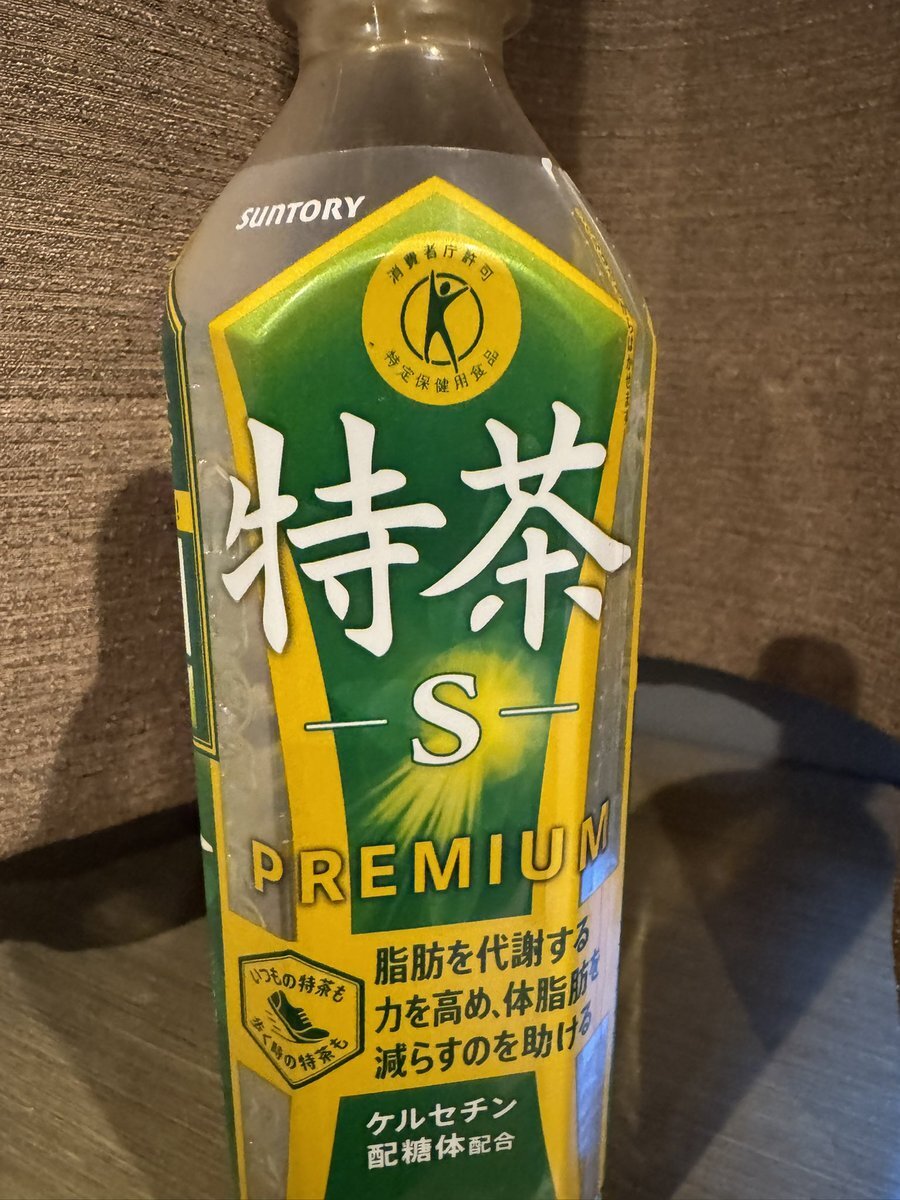 SUNTORY
消費者庁許可
特定保健用食品
特茶
S
PREMIUM
脂肪を代謝する
力を高め、体脂肪を
減らすのを助ける
いつもの特茶も
歩く時の特茶も
ケルセチン
配糖体配合